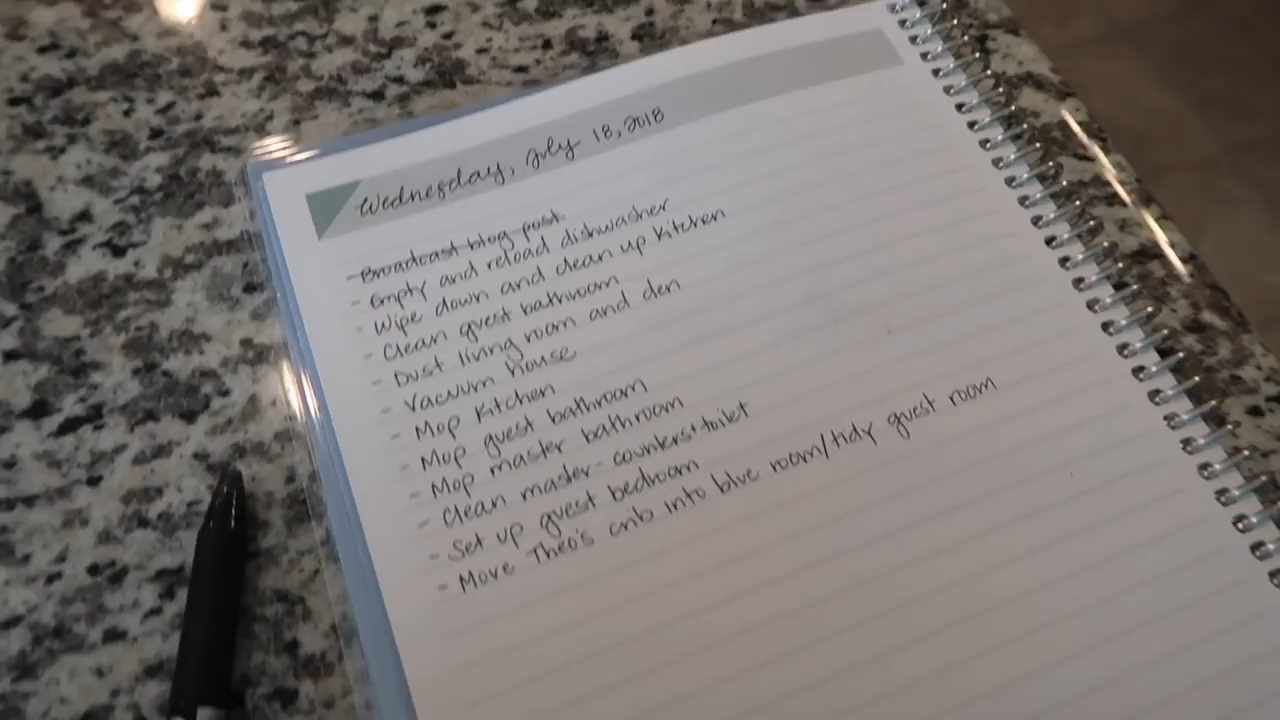 Wednesday, July 18, 2018
- Broadcast blog post
- Empty and reload dishwasher
- Wipe down and clean up kitchen
- Clean guest bathroom
- Dust living room and den
- Vacuum house
- Mop kitchen
- Mop guest bathroom
- Mop master bathroom
- Clean master - counters + toilet
- Set up guest bedroom
- Move Theo's crib into blue room/tidy guest room